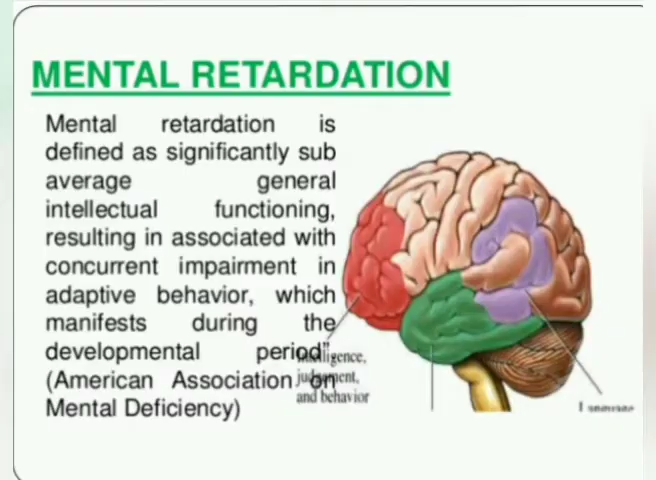 MENTAL RETARDATION
Mental retardation is
defined as significantly sub
average general
intellectual functioning,
resulting in associated with
concurrent impairment in
adaptive behavior, which
manifests during the
developmental period"
(American Association on
Mental Deficiency)
and behavior